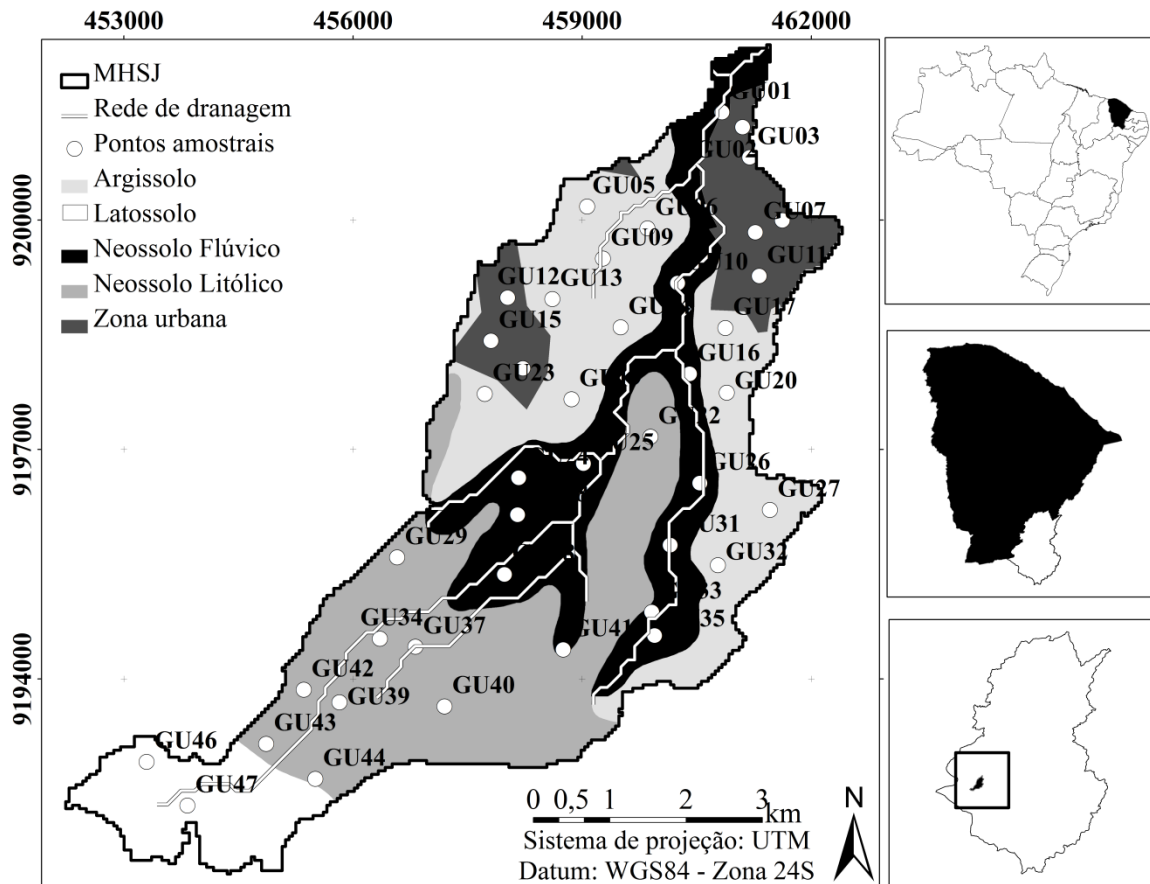 453000 456000 459000 462000
MHSJ
Rede de dranagem
Pontos amostrais
Argissolo
Latossolo
Neossolo Flúvico
Neossolo Litólico
Zona urbana
9200000
9197000
9194000
GU01
GU03
GU02
GU05
GU06
GU07
GU09
GU11
GU12
GU13
GU17
GU15
GU16
GU23
GU20
GU26
GU27
GU29
GU32
GU34
GU37
GU41
GU42
GU39
GU40
GU43
GU46
GU44
GU47
0 0,5 1 2 3
km
N
Sistema de projeção: UTM
Datum: WGS84 - Zona 24S